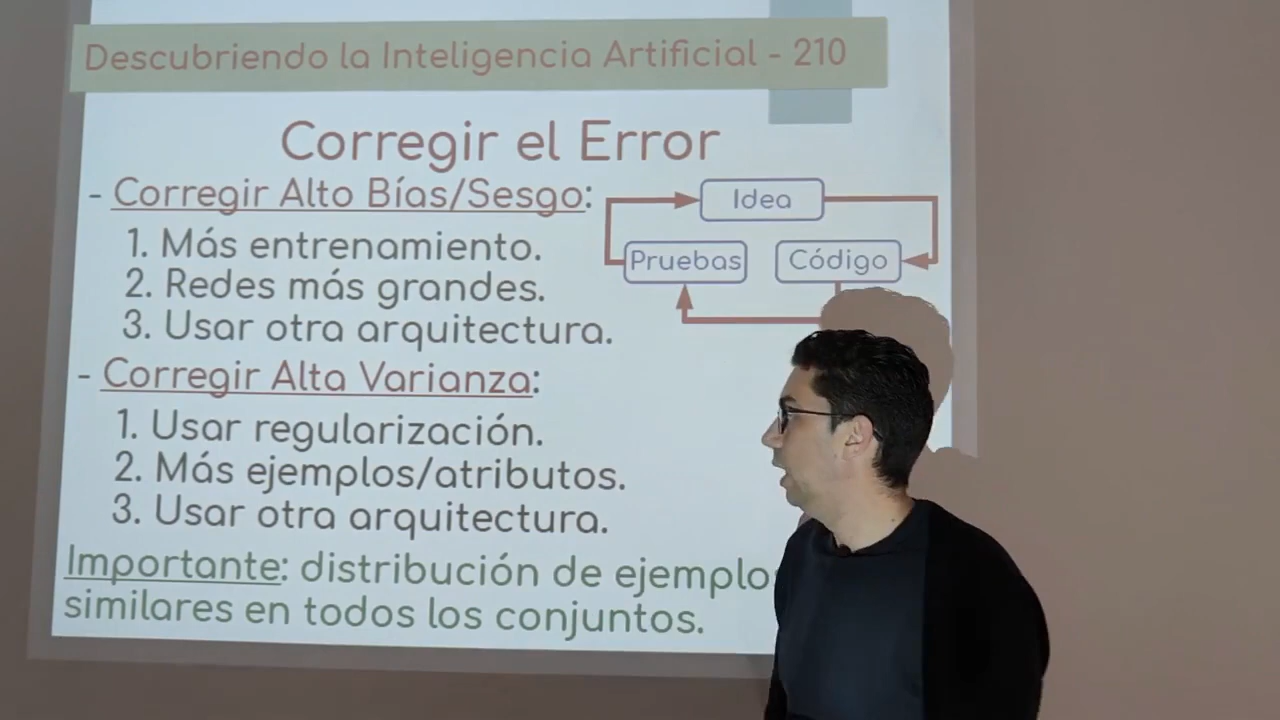 Descubriendo la Inteligencia Artificial - 210
Corregir el Error
- Corregir Alto Bías/Sesgo:
1. Más entrenamiento.
2. Redes más grandes.
3. Usar otra arquitectura.
Idea
Pruebas
Código
- Corregir Alta Varianza:
1. Usar regularización.
2. Más ejemplos/atributos.
3. Usar otra arquitectura.
Importante: distribución de ejemplos
similares en todos los conjuntos.